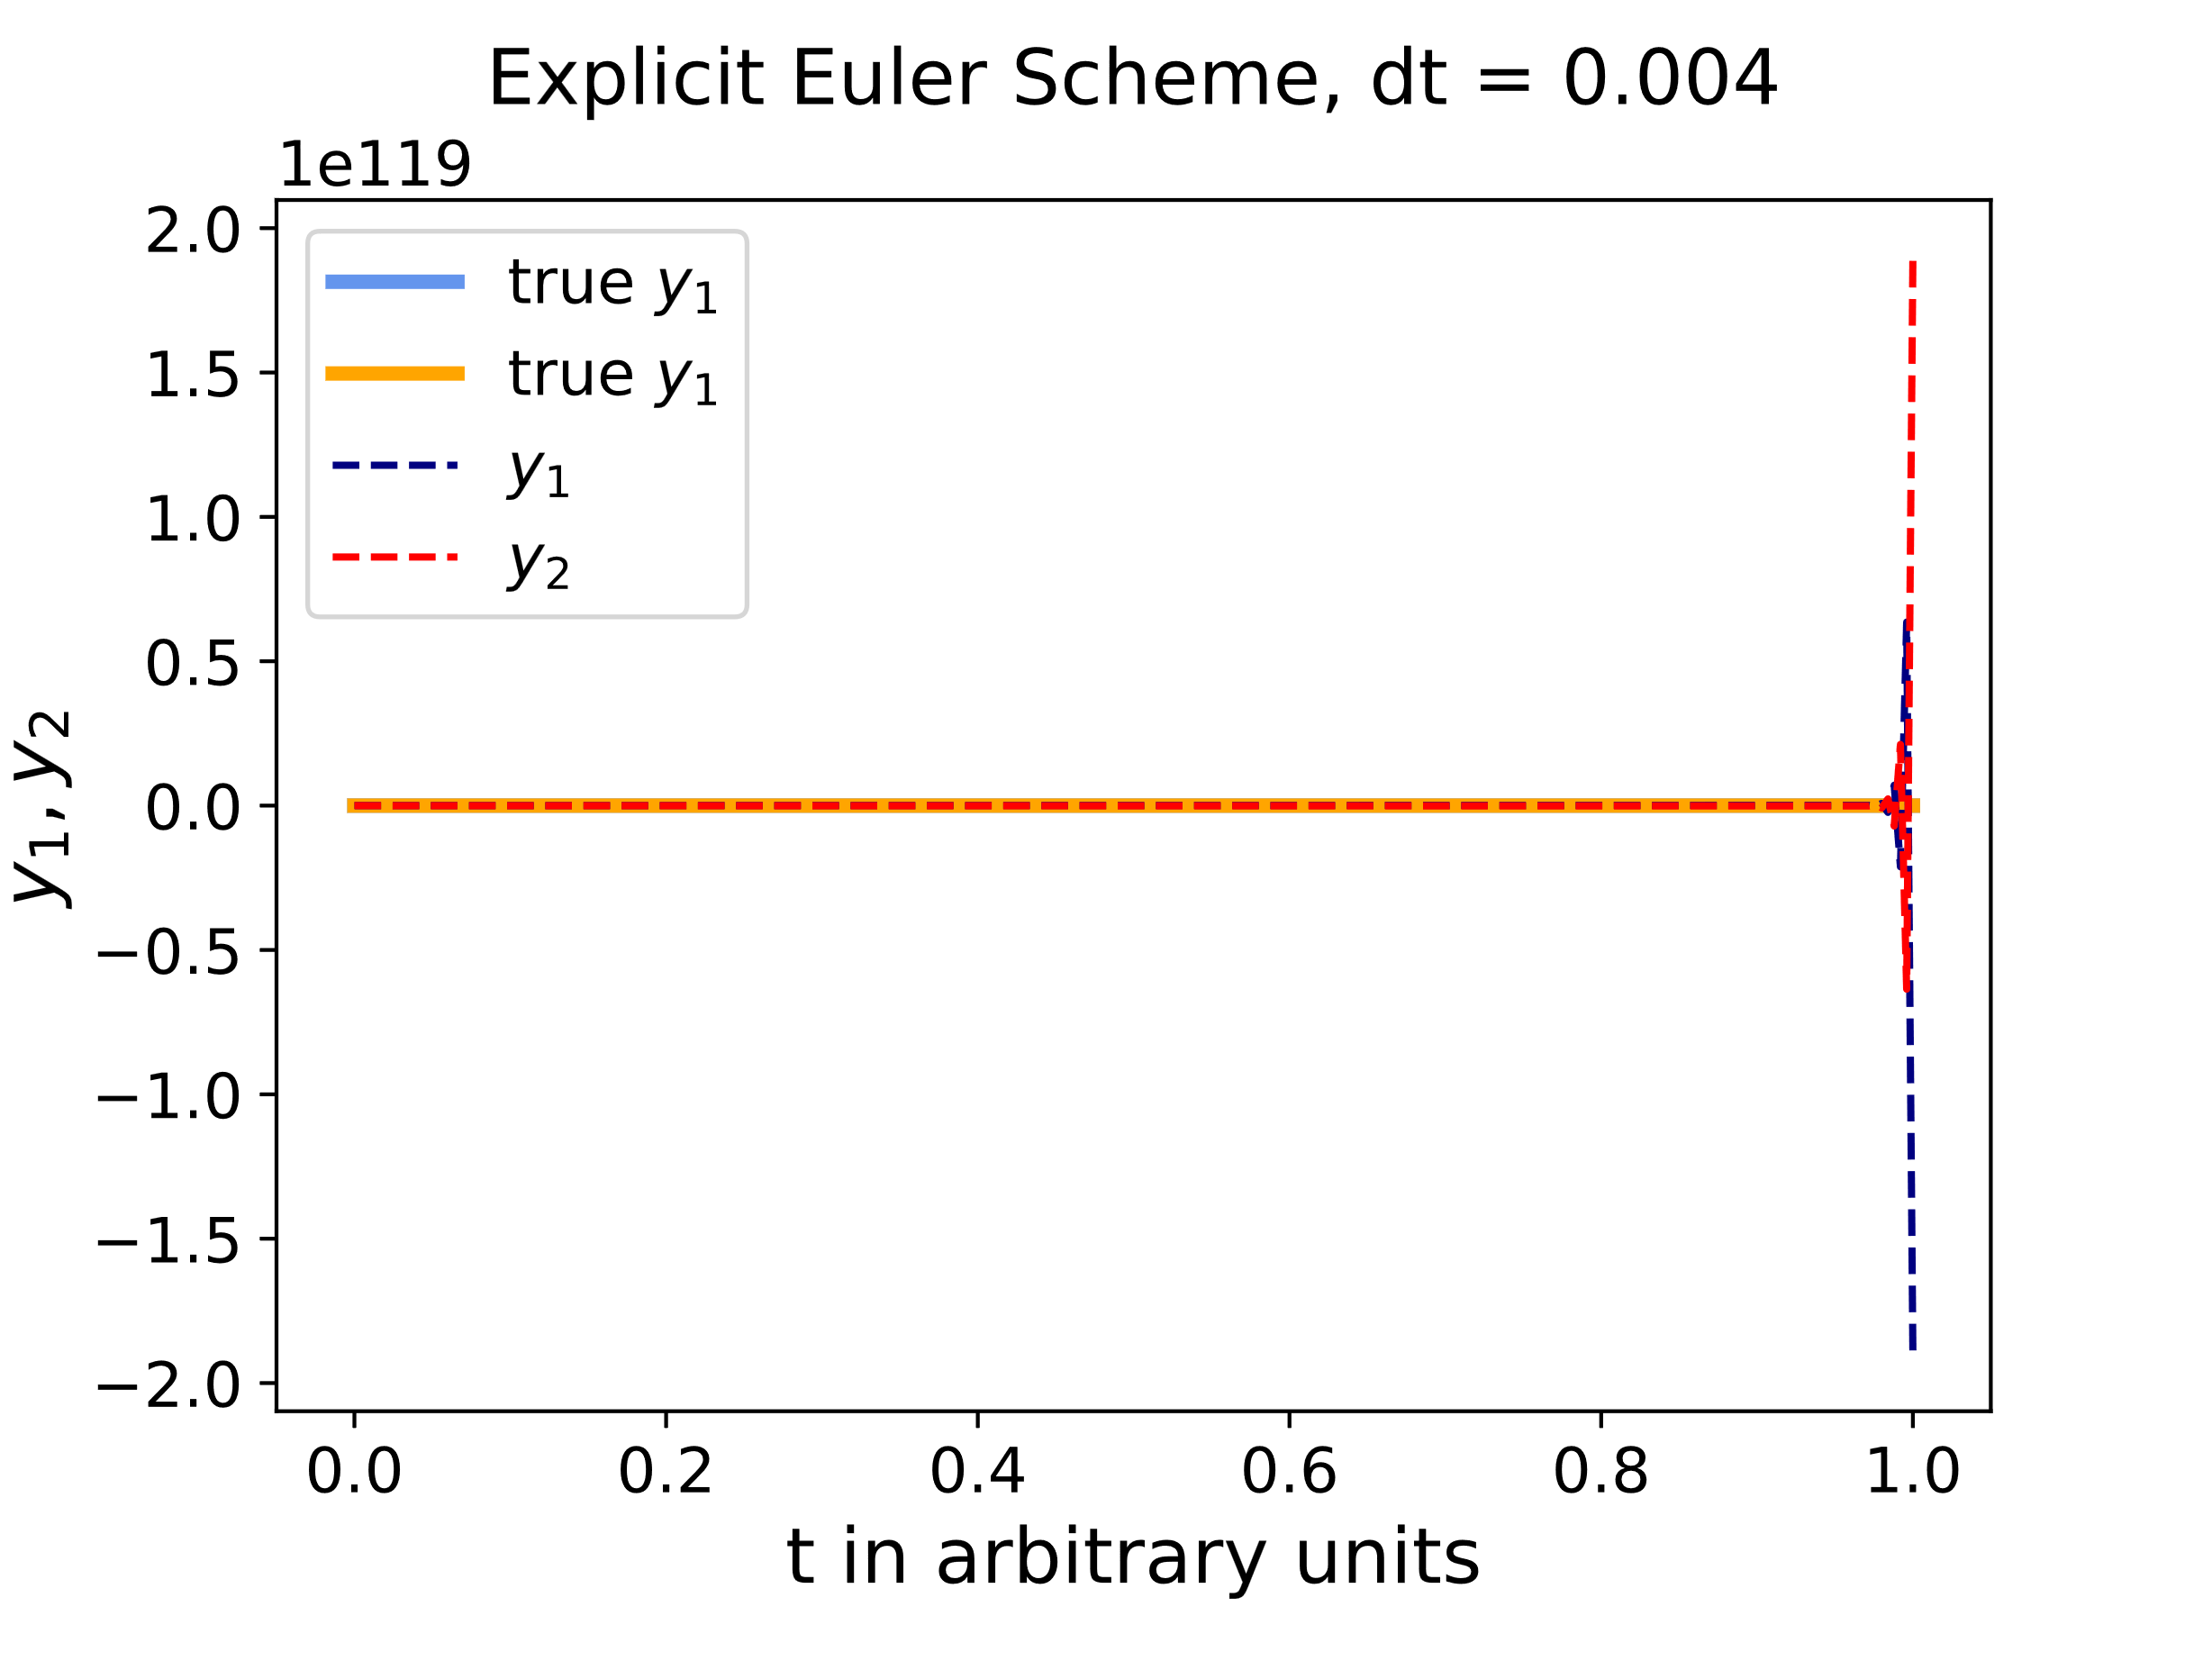 Explicit Euler Scheme, dt = 0.004
1e119
2.0
1.5
1.0
0.5
0.0
−0.5
−1.0
−1.5
−2.0
y₁, y₂
true y₁
true y₁
y₁
y₂
0.0 0.2 0.4 0.6 0.8 1.0
t in arbitrary units